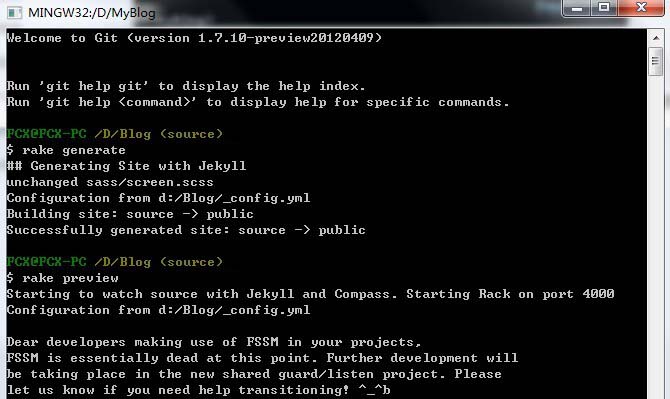 MINGW32:/D/MyBlog
Welcome to Git (version 1.7.10-preview20120409)
Run 'git help git' to display the help index.
Run 'git help <command>' to display help for specific commands.
FCX@FCX-PC /D/Blog (source)
$ rake generate
## Generating Site with Jekyll
unchanged sass/screen.scss
Configuration from d:/Blog/_config.yml
Building site: source -> public
Successfully generated site: source -> public
FCX@FCX-PC /D/Blog (source)
$ rake preview
Starting to watch source with Jekyll and Compass. Starting Rack on port 4000
Configuration from d:/Blog/_config.yml
Dear developers making use of FSSM in your projects,
FSSM is essentially dead at this point. Further development will
be taking place in the new shared guard/listen project. Please
let us know if you need help transitioning! ^_^b